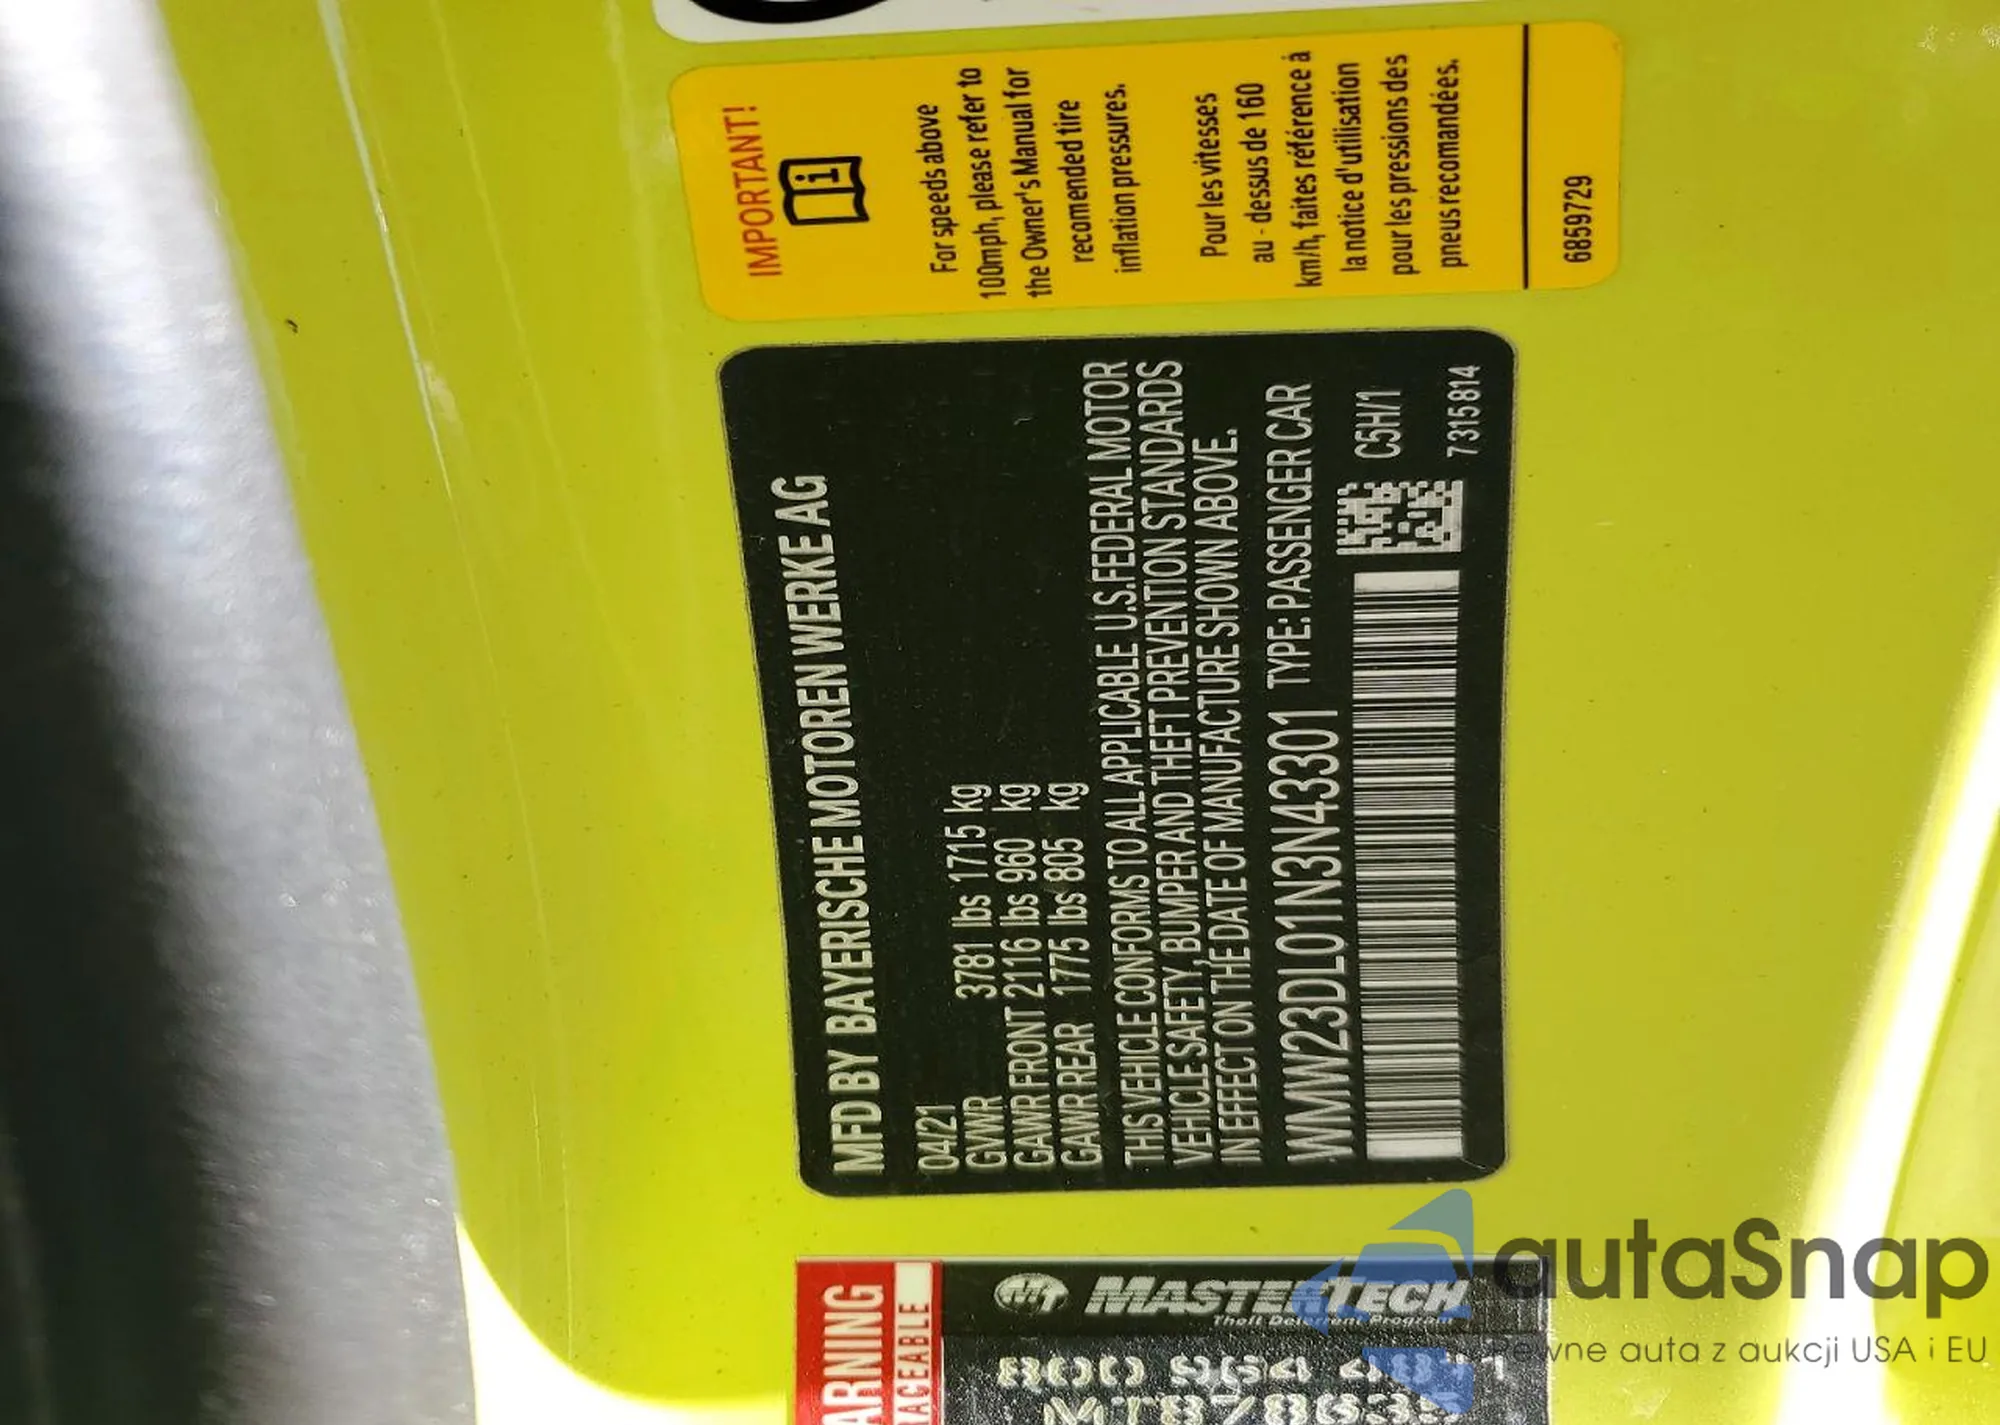 IMPORTANT!
For speeds above
100mph, please refer to
the Owner's Manual for
recomended tire
inflation pressures.
Pour les vitesses
au - dessus de 160
km/h, faites référence à
la notice d'utilisation
pour les pressions des
pneus recomandées.
6859729
MFD BY BAYERISCHE MOTOREN WERKE AG
04/21
GVWR 3781 lbs 1715 kg
GAWR FRONT 2116 lbs 960 kg
GAWR REAR 1775 lbs 805 kg
THIS VEHICLE CONFORMS TO ALL APPLICABLE U.S.FEDERAL MOTOR
VEHICLE SAFETY, BUMPER AND THEFT PREVENTION STANDARDS
IN EFFECT ON THE DATE OF MANUFACTURE SHOWN ABOVE.
WMW23DL01N3N43301 TYPE: PASSENGER CAR
C5H/1
7315814
ARNING
RACEABLE
MT MASTERTECH
Theft Deterrent Program
autaSnap
Pewne auta z aukcji USA i EU